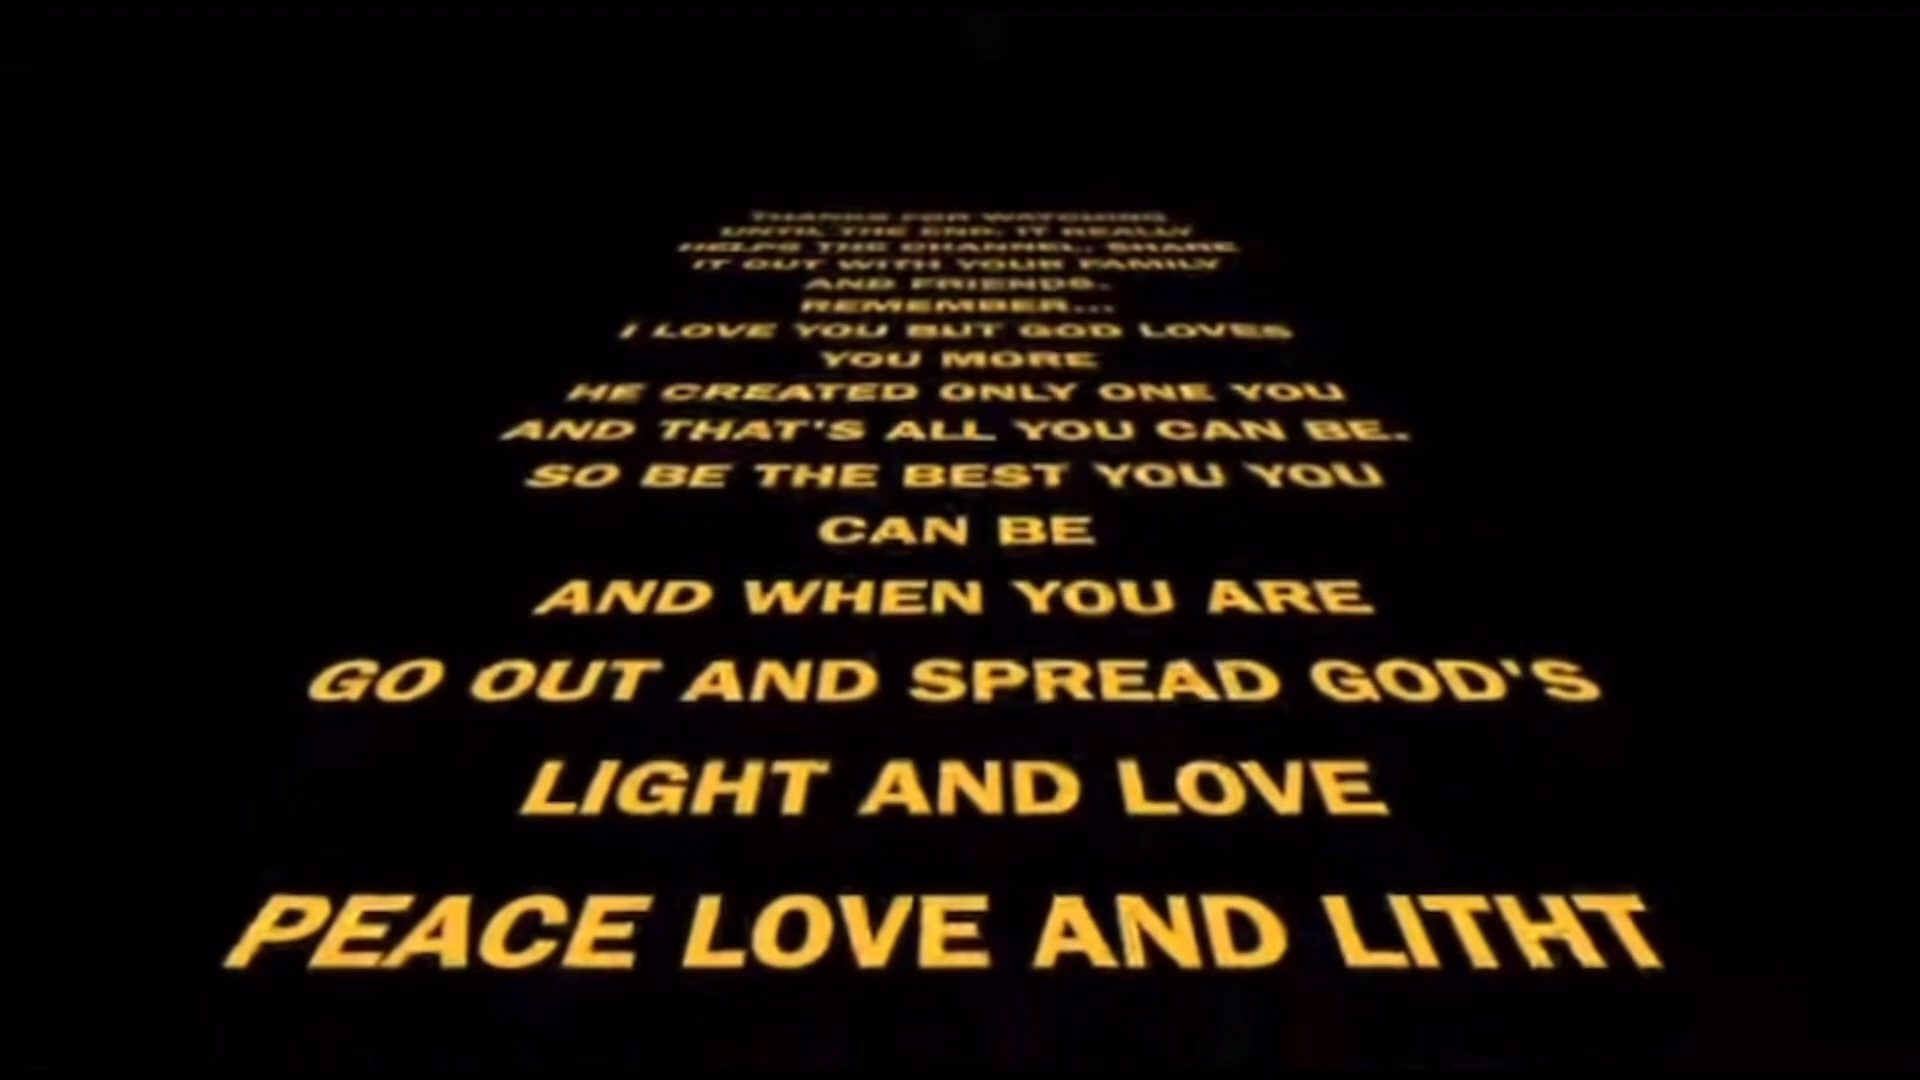 THANKS FOR WATCHING
UNTIL THE END, IT REALLY
HELPS THE CHANNEL, SHARE
IT OUT WITH YOUR FAMILY
AND FRIENDS.
REMEMBER...
I LOVE YOU BUT GOD LOVES
YOU MORE
HE CREATED ONLY ONE YOU
AND THAT'S ALL YOU CAN BE.
SO BE THE BEST YOU YOU
CAN BE
AND WHEN YOU ARE
GO OUT AND SPREAD GOD'S
LIGHT AND LOVE
PEACE LOVE AND LITHT